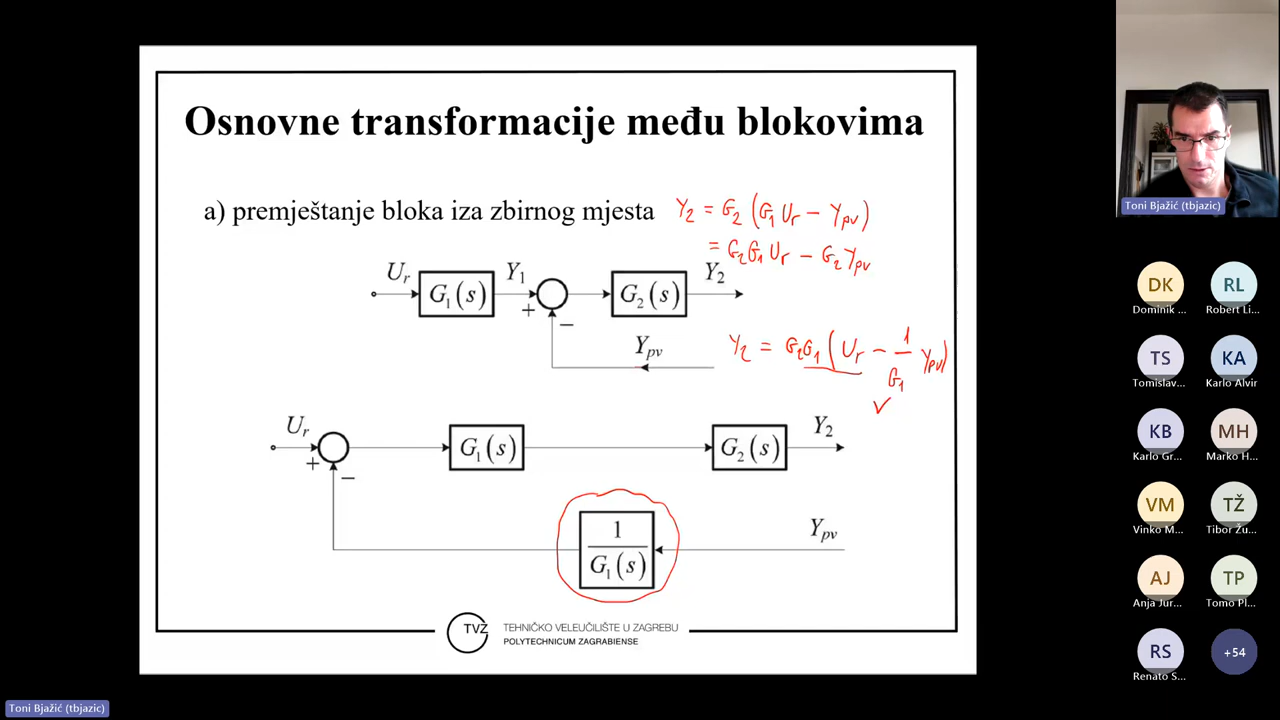 Osnovne transformacije među blokovima
a) premještanje bloka iza zbirnog mjesta
Y₂ = G₂ (G₁ Uᵣ − Ypv)
= G₂G₁ Uᵣ − G₂ Ypv
Uᵣ
G₁(s)
Y₁
+
−
G₂(s)
Y₂
Ypv
Y₂ = G₂G₁ (Uᵣ − 1/G₁ Ypv)
✓
Uᵣ
+
−
G₁(s)
G₂(s)
Y₂
1
G₁(s)
Ypv
TVZ
TEHNIČKO VELEUČILIŠTE U ZAGREBU
POLYTECHNICUM ZAGRABIENSE
Toni Bjažić (tbjazic)
DK
Dominik ...
RL
Robert Li...
TS
Tomislav...
KA
Karlo Alvir
KB
Karlo Gr...
MH
Marko H...
VM
Vinko M...
TŽ
Tibor Žu...
AJ
Anja Jur...
TP
Tomo Pl...
RS
Renato S...
+54
Toni Bjažić (tbjazic)